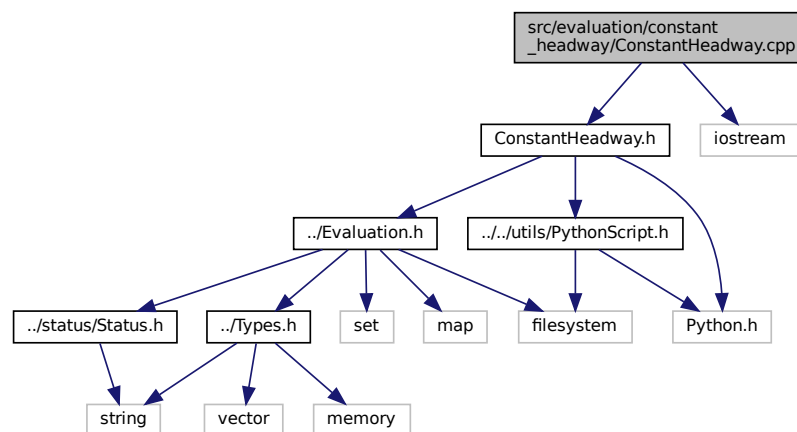 src/evaluation/constant
_headway/ConstantHeadway.cpp
ConstantHeadway.h
iostream
../Evaluation.h
../../utils/PythonScript.h
../status/Status.h
../Types.h
set
map
filesystem
Python.h
string
vector
memory